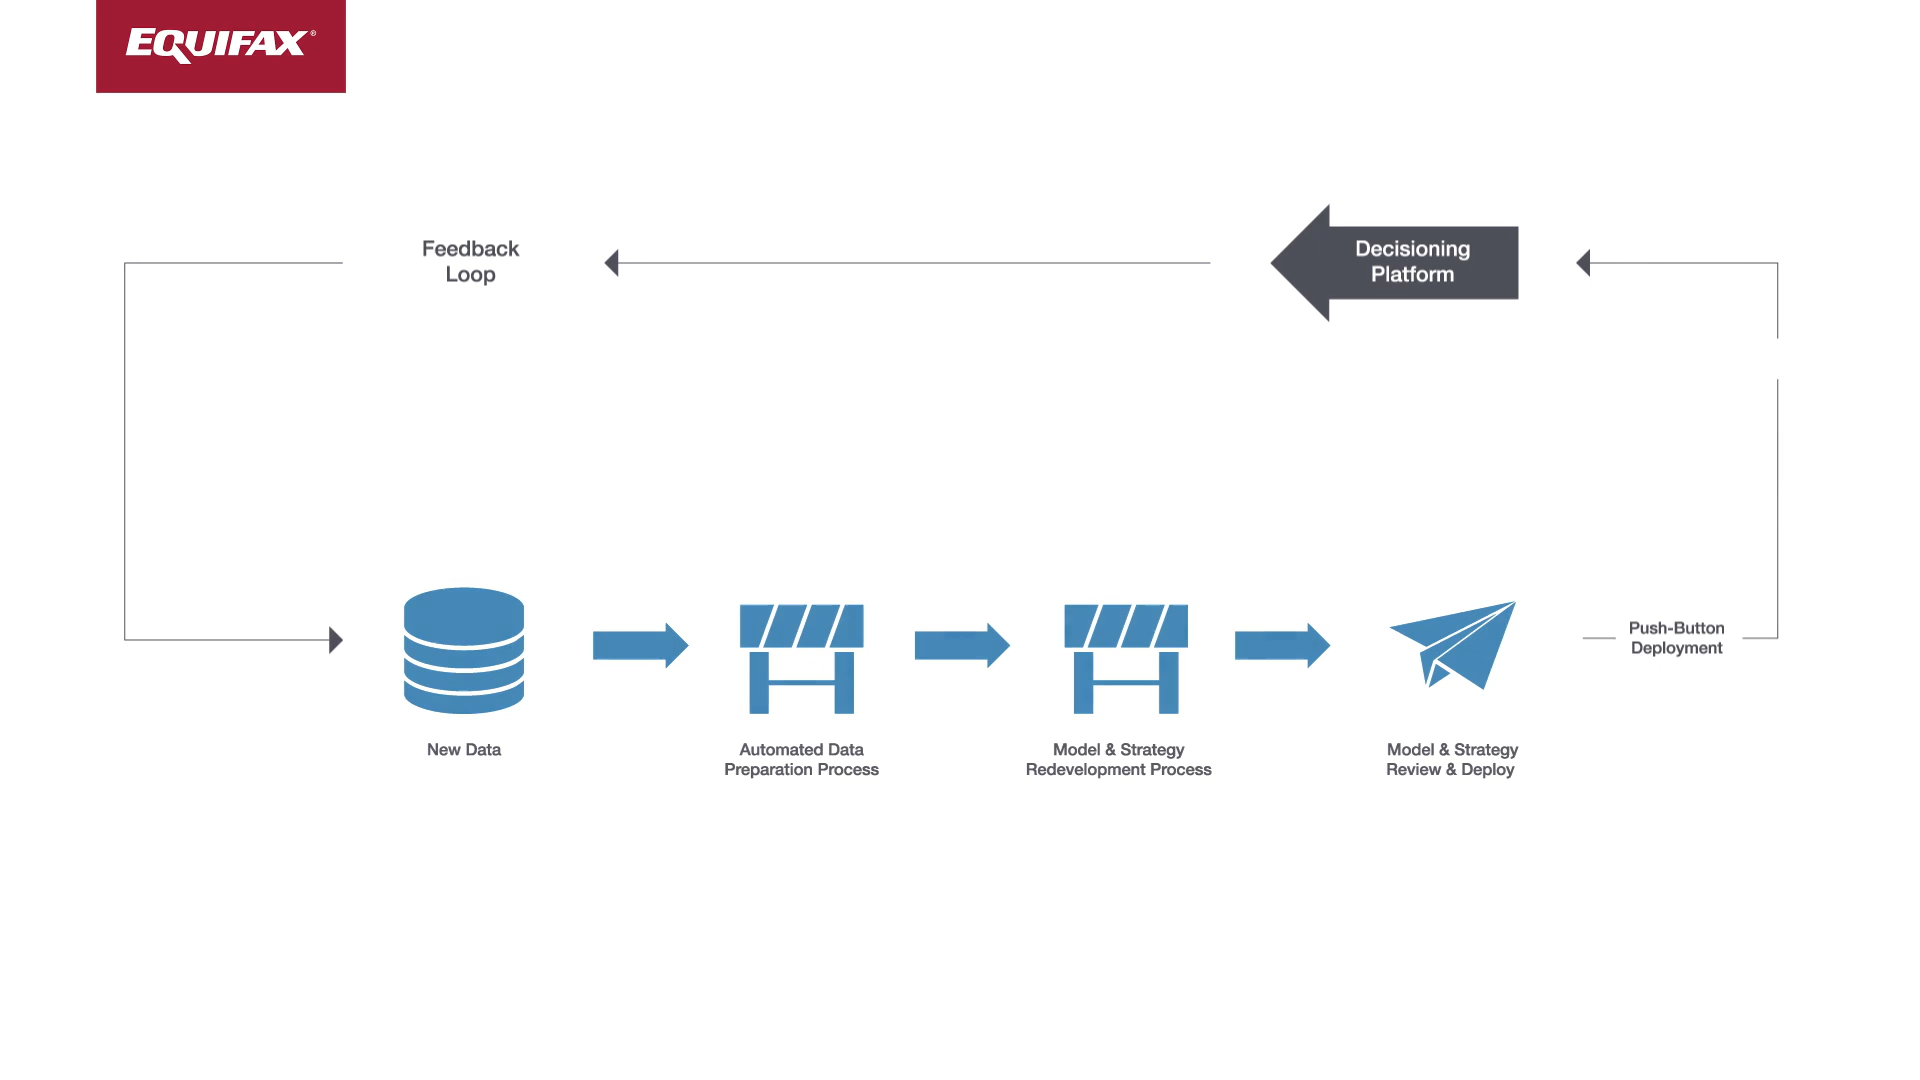 EQUIFAX®
Feedback
Loop
Decisioning
Platform
Push-Button
Deployment
New Data
Automated Data
Preparation Process
Model & Strategy
Redevelopment Process
Model & Strategy
Review & Deploy